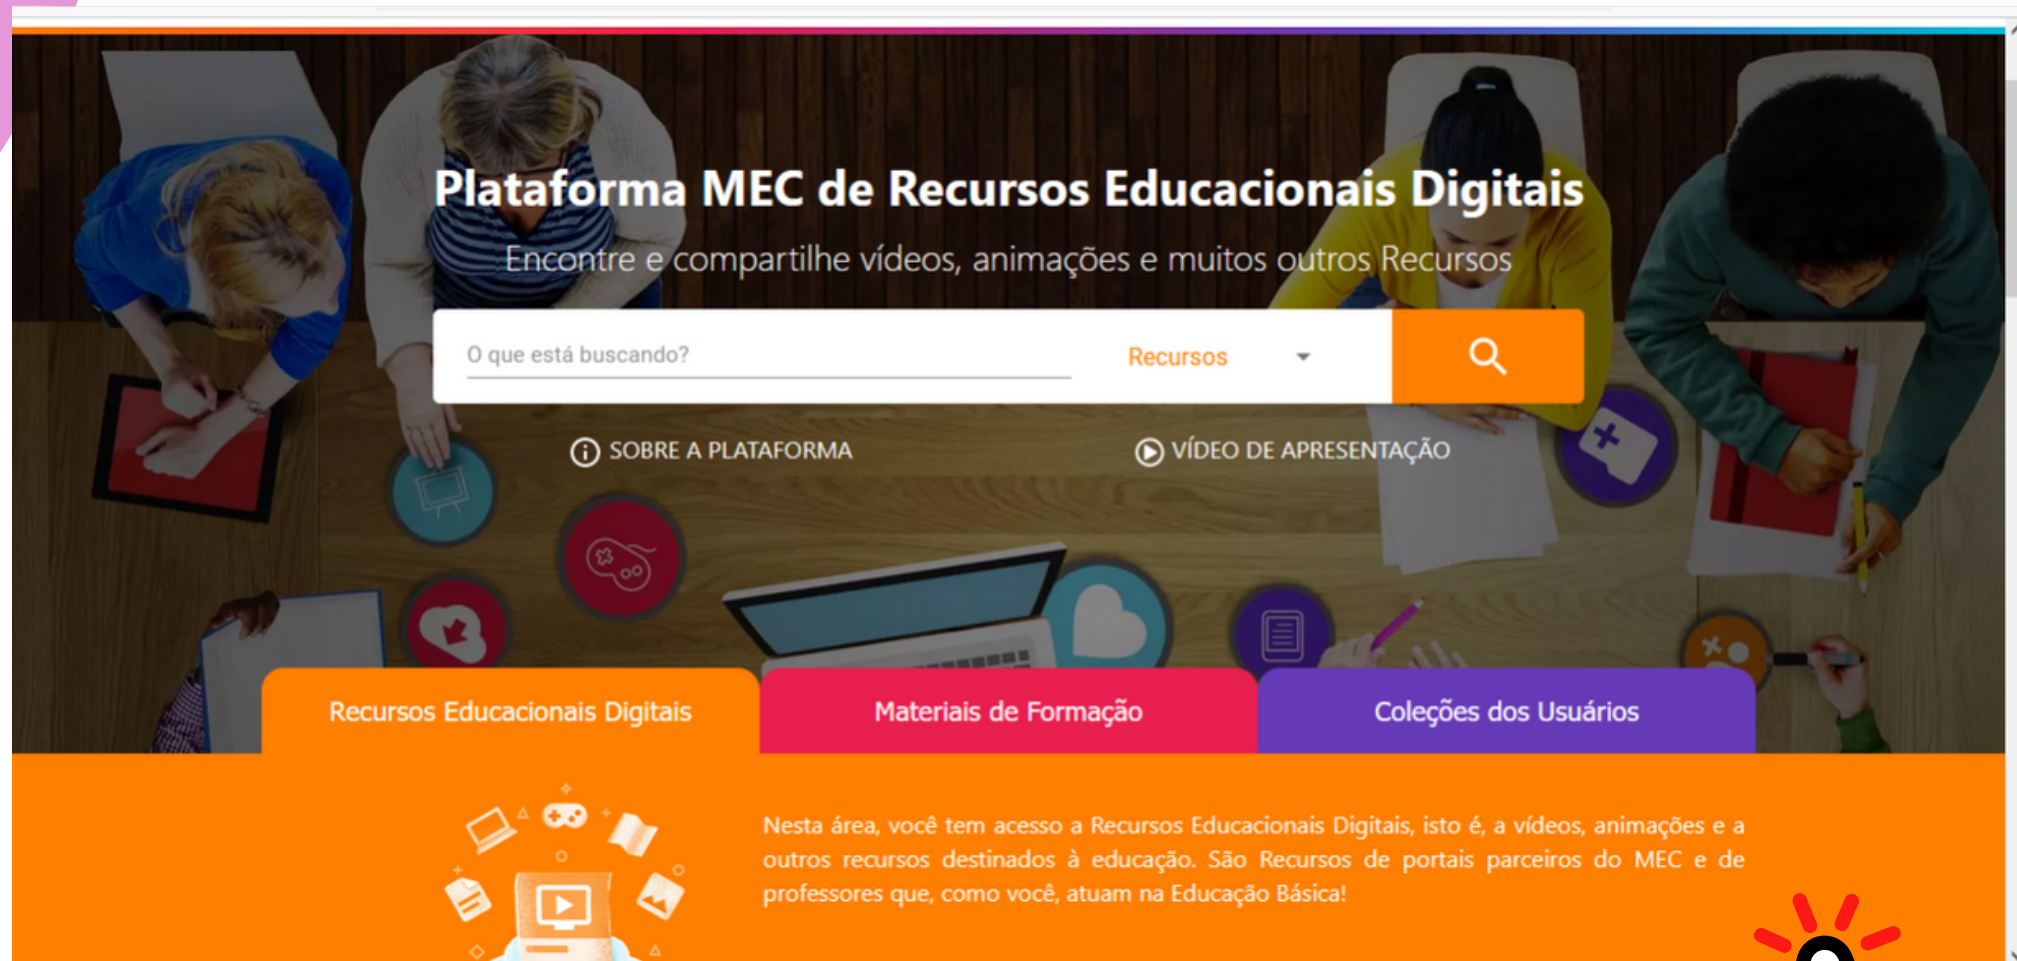 Plataforma MEC de Recursos Educacionais Digitais
Encontre e compartilhe vídeos, animações e muitos outros Recursos
O que está buscando?
Recursos
SOBRE A PLATAFORMA
VÍDEO DE APRESENTAÇÃO
Recursos Educacionais Digitais
Materiais de Formação
Coleções dos Usuários
Nesta área, você tem acesso a Recursos Educacionais Digitais, isto é, a vídeos, animações e a
outros recursos destinados à educação. São Recursos de portais parceiros do MEC e de
professores que, como você, atuam na Educação Básica!